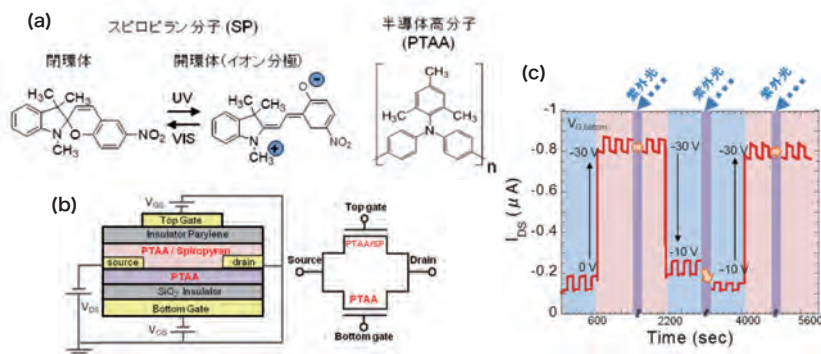 (a)
スピロピラン分子 (SP)
閉環体
開環体(イオン分極)
半導体高分子
(PTAA)
H₃C CH₃
N O
CH₃
NO₂
UV
VIS
H₃C CH₃
N
CH₃
O
NO₂
CH₃
H₃C CH₃
N
n
(b)
V_GS
Top Gate
Insulator Parylene
PTAA / Spiropyran
source
drain
PTAA
SiO₂ Insulator
Bottom Gate
V_DS
V_GS
Top gate
PTAA/SP
Source
Drain
PTAA
Bottom gate
(c)
紫外光
紫外光
紫外光
V_G,bottom
-30 V
-30 V
-30 V
0 V
-10 V
-10 V
-1
-0.8
-0.6
-0.4
-0.2
0
I_DS (μA)
600
2200
4000
5600
Time (sec)